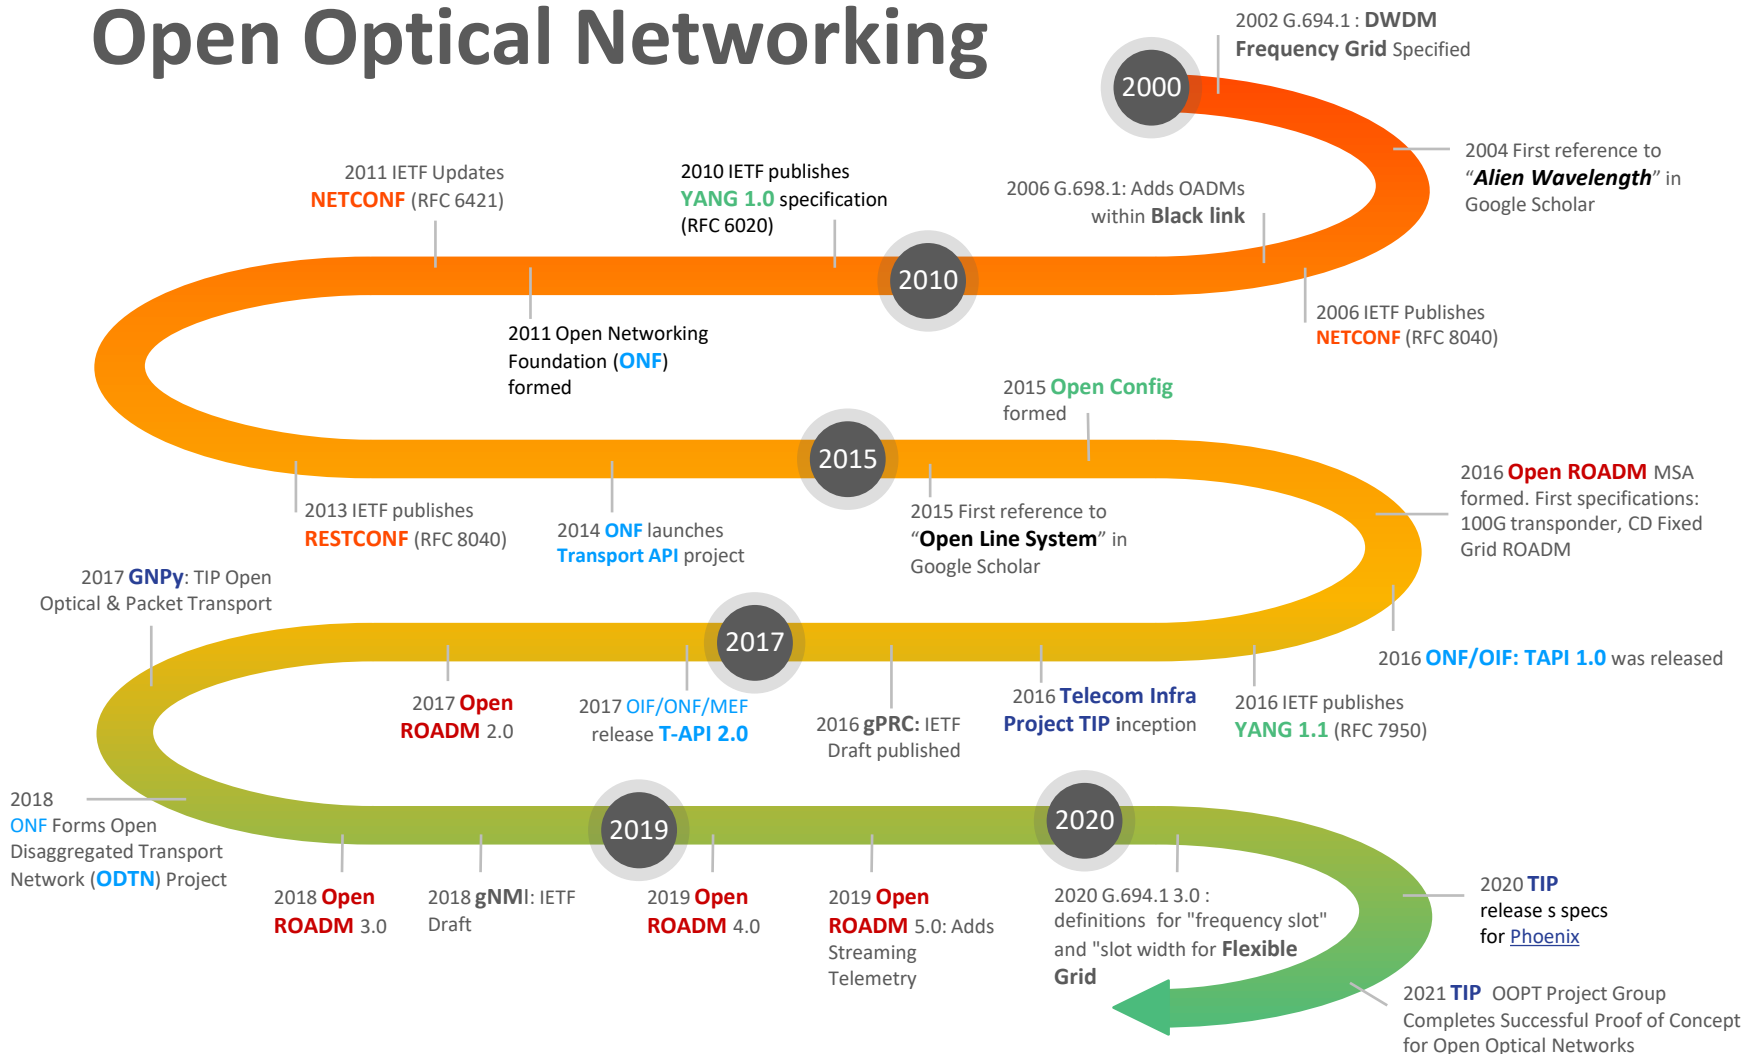 Open Optical Networking
2002 G.694.1 : DWDM
Frequency Grid Specified
2000
2004 First reference to
“Alien Wavelength” in
Google Scholar
2006 G.698.1: Adds OADMs
within Black link
2006 IETF Publishes
NETCONF (RFC 8040)
2010
2010 IETF publishes
YANG 1.0 specification
(RFC 6020)
2011 IETF Updates
NETCONF (RFC 6421)
2011 Open Networking
Foundation (ONF)
formed
2013 IETF publishes
RESTCONF (RFC 8040)
2014 ONF launches
Transport API project
2015
2015 First reference to
“Open Line System” in
Google Scholar
2015 Open Config
formed
2016 Open ROADM MSA
formed. First specifications:
100G transponder, CD Fixed
Grid ROADM
2016 ONF/OIF: TAPI 1.0 was released
2016 IETF publishes
YANG 1.1 (RFC 7950)
2016 Telecom Infra
Project TIP inception
2016 gPRC: IETF
Draft published
2017
2017 OIF/ONF/MEF
release T-API 2.0
2017 Open
ROADM 2.0
2017 GNPy: TIP Open
Optical & Packet Transport
2018
ONF Forms Open
Disaggregated Transport
Network (ODTN) Project
2018 Open
ROADM 3.0
2018 gNMI: IETF
Draft
2019
2019 Open
ROADM 4.0
2019 Open
ROADM 5.0: Adds
Streaming
Telemetry
2020
2020 G.694.1 3.0 :
definitions for "frequency slot"
and "slot width for Flexible
Grid
2020 TIP
release s specs
for Phoenix
2021 TIP OOPT Project Group
Completes Successful Proof of Concept
for Open Optical Networks